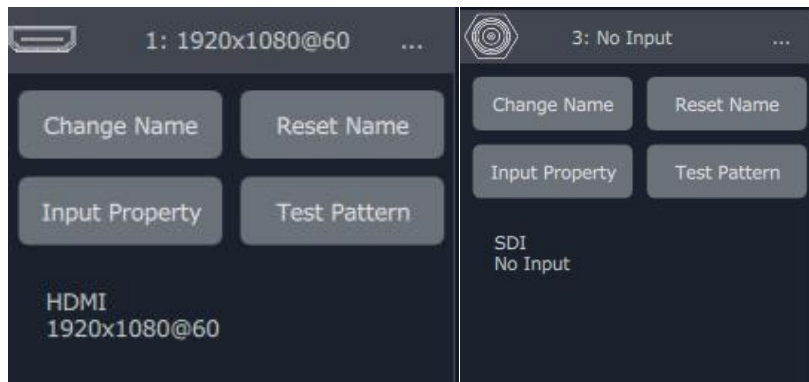 1: 1920x1080@60 ...
Change Name Reset Name
Input Property Test Pattern
HDMI
1920x1080@60
3: No Input ...
Change Name Reset Name
Input Property Test Pattern
SDI
No Input